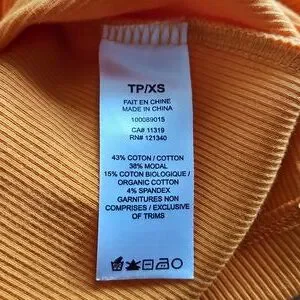 TP/XS
FAIT EN CHINE
MADE IN CHINA
100089015
CA# 11319
RN# 121340
43% COTON / COTTON
38% MODAL
15% COTON BIOLOGIQUE /
ORGANIC COTTON
4% SPANDEX
GARNITURES NON
COMPRISES / EXCLUSIVE
OF TRIMS